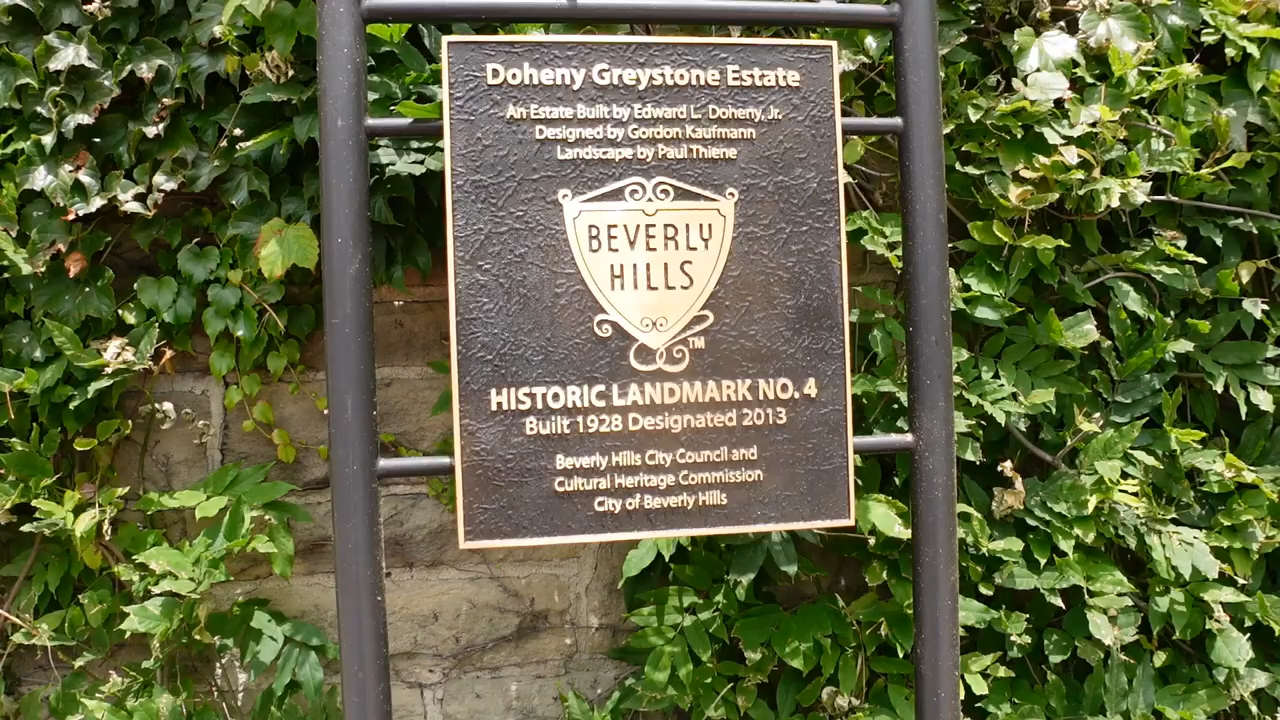 Doheny Greystone Estate
An Estate Built by Edward L. Doheny, Jr.
Designed by Gordon Kaufmann
Landscape by Paul Thiene
BEVERLY
HILLS
TM
HISTORIC LANDMARK NO. 4
Built 1928 Designated 2013
Beverly Hills City Council and
Cultural Heritage Commission
City of Beverly Hills